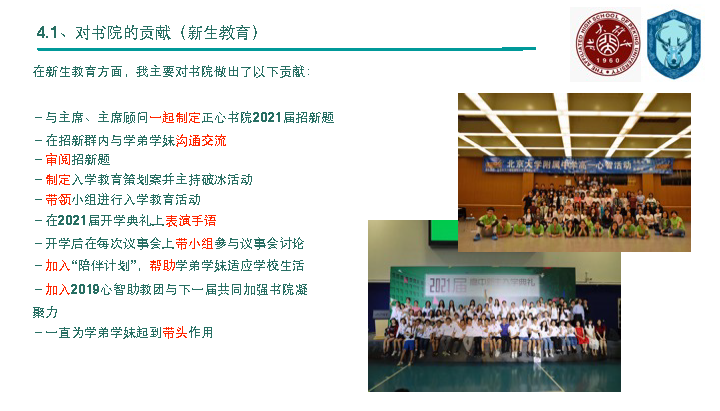 4.1、对书院的贡献（新生教育）
在新生教育方面，我主要对书院做出了以下贡献：
－与主席、主席顾问一起制定正心书院2021届招新题
－在招新群内与学弟学妹沟通交流
－审阅招新题
－制定入学教育策划案并主持破冰活动
－带领小组进行入学教育活动
－在2021届开学典礼上表演手语
－开学后在每次议事会上带小组参与议事会讨论
－加入“陪伴计划”，帮助学弟学妹适应学校生活
－加入2019心智助教团与下一届共同加强书院凝
聚力
－一直为学弟学妹起到带头作用
THE AFFILIATED HIGH SCHOOL OF PEKING UNIVERSITY
1960
北京大学附属中学高一心智活动
2021届